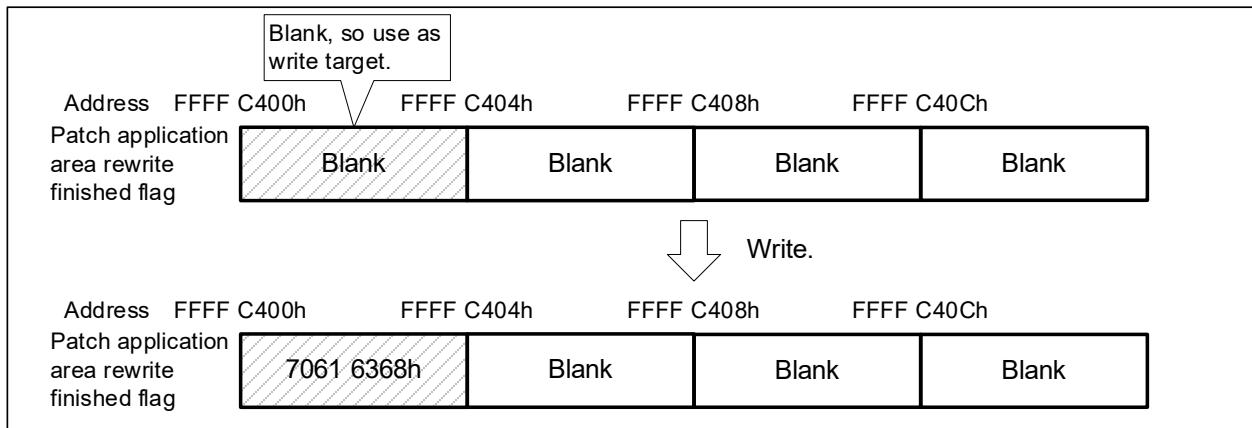 Blank, so use as
write target.
Address FFFF C400h FFFF C404h FFFF C408h FFFF C40Ch
Patch application
area rewrite
finished flag
Blank Blank Blank Blank
Write.
Address FFFF C400h FFFF C404h FFFF C408h FFFF C40Ch
Patch application
area rewrite
finished flag
7061 6368h Blank Blank Blank